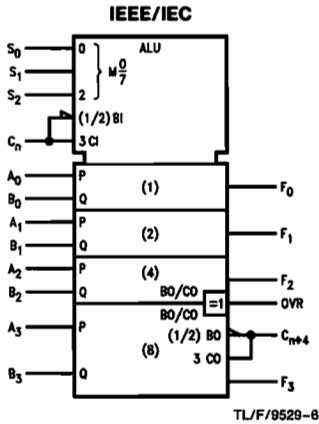 IEEE/IEC
S0 0 ALU
S1 } M 0/7
S2 2
(1/2) BI
Cn 3 CI
A0 P (1) F0
B0 Q
A1 P (2) F1
B1 Q
A2 P (4) F2
B2 Q BO/CO =1 OVR
BO/CO
A3 P (1/2) BO Cn+4
(8) 3 CO
B3 Q F3
TL/F/9529-6